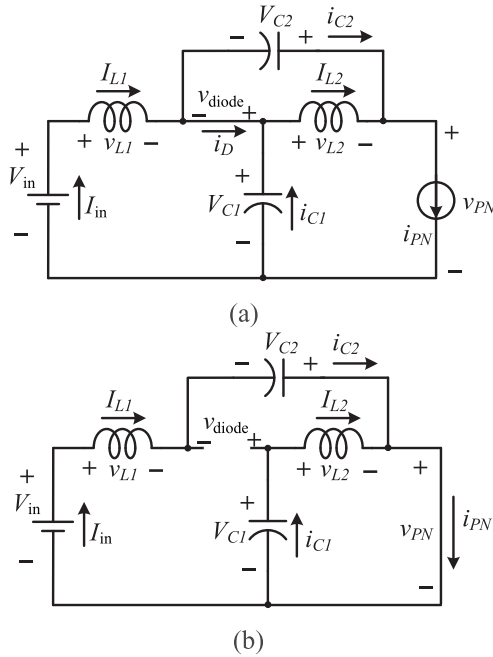 V_C2 i_C2
− +
I_L1 I_L2
v_diode
− +
+ v_L1 − i_D + v_L2 − +
+
V_in I_in + V_C1 i_C1 v_PN
i_PN
− − −
(a)
V_C2 i_C2
− +
I_L1 I_L2
v_diode
− +
+ v_L1 − + v_L2 − +
+
V_in I_in + V_C1 i_C1 v_PN i_PN
− − −
(b)